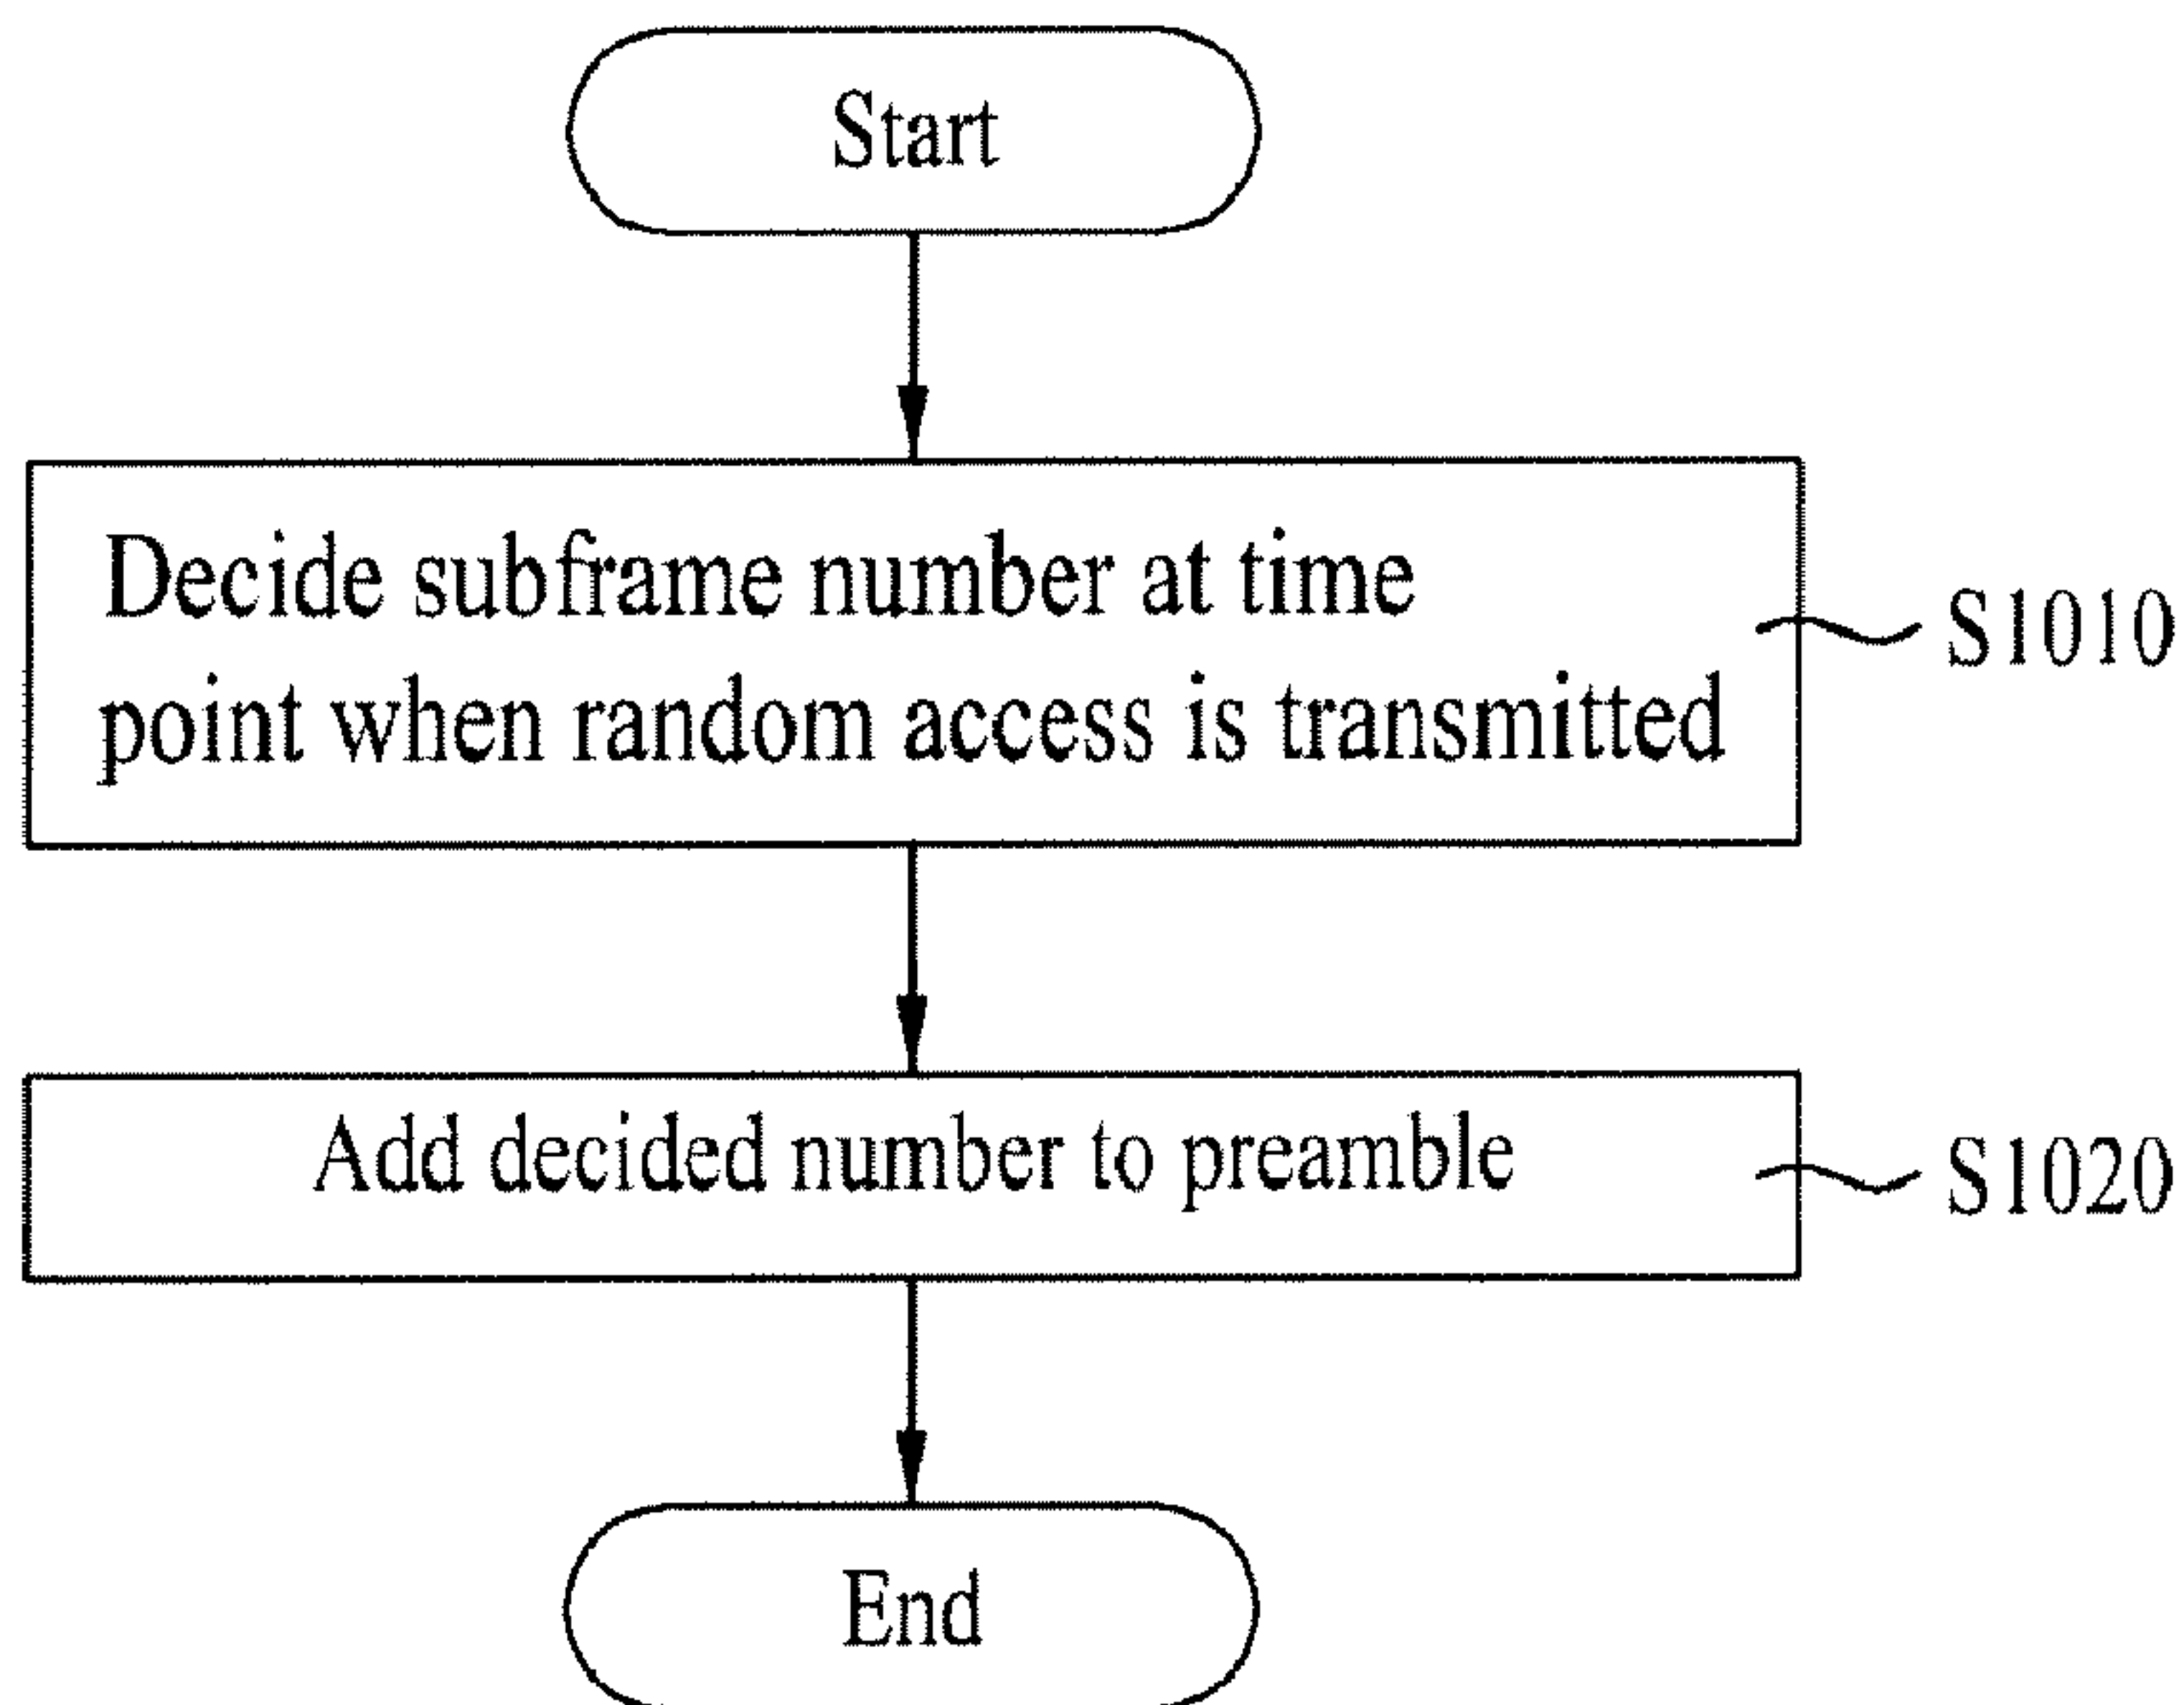 Start
Decide subframe number at time
point when random access is transmitted
S1010
Add decided number to preamble
S1020
End